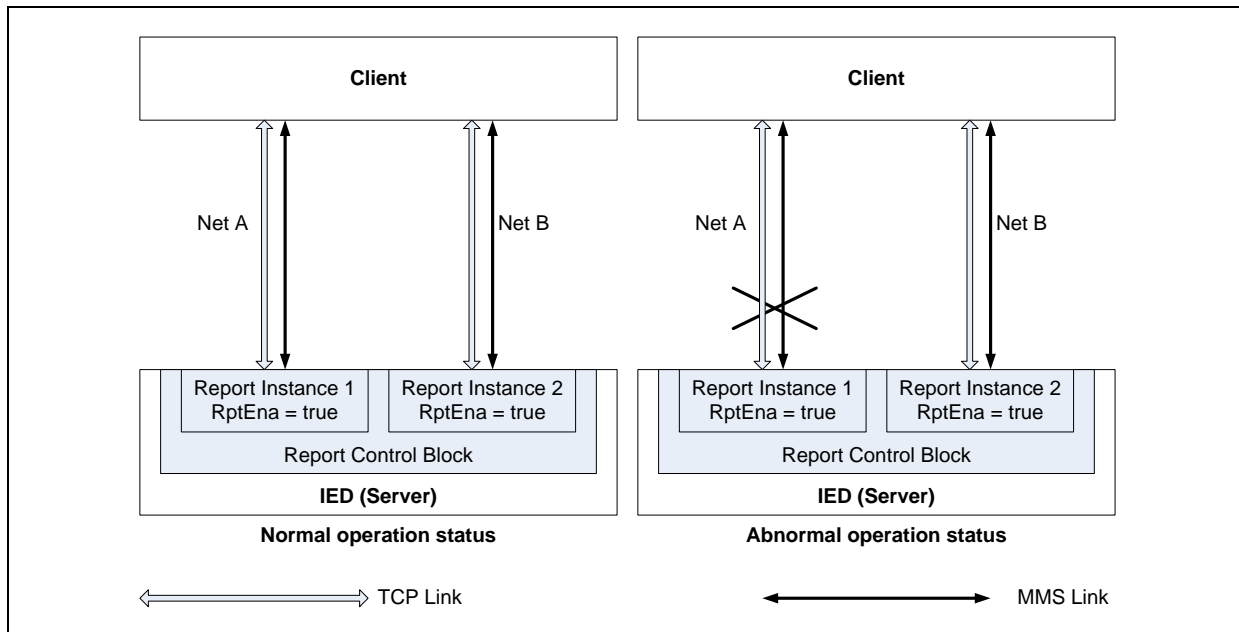 Client
Client
Net A
Net B
Net A
Net B
Report Instance 1
RptEna = true
Report Instance 2
RptEna = true
Report Instance 1
RptEna = true
Report Instance 2
RptEna = true
Report Control Block
Report Control Block
IED (Server)
IED (Server)
Normal operation status
Abnormal operation status
TCP Link
MMS Link